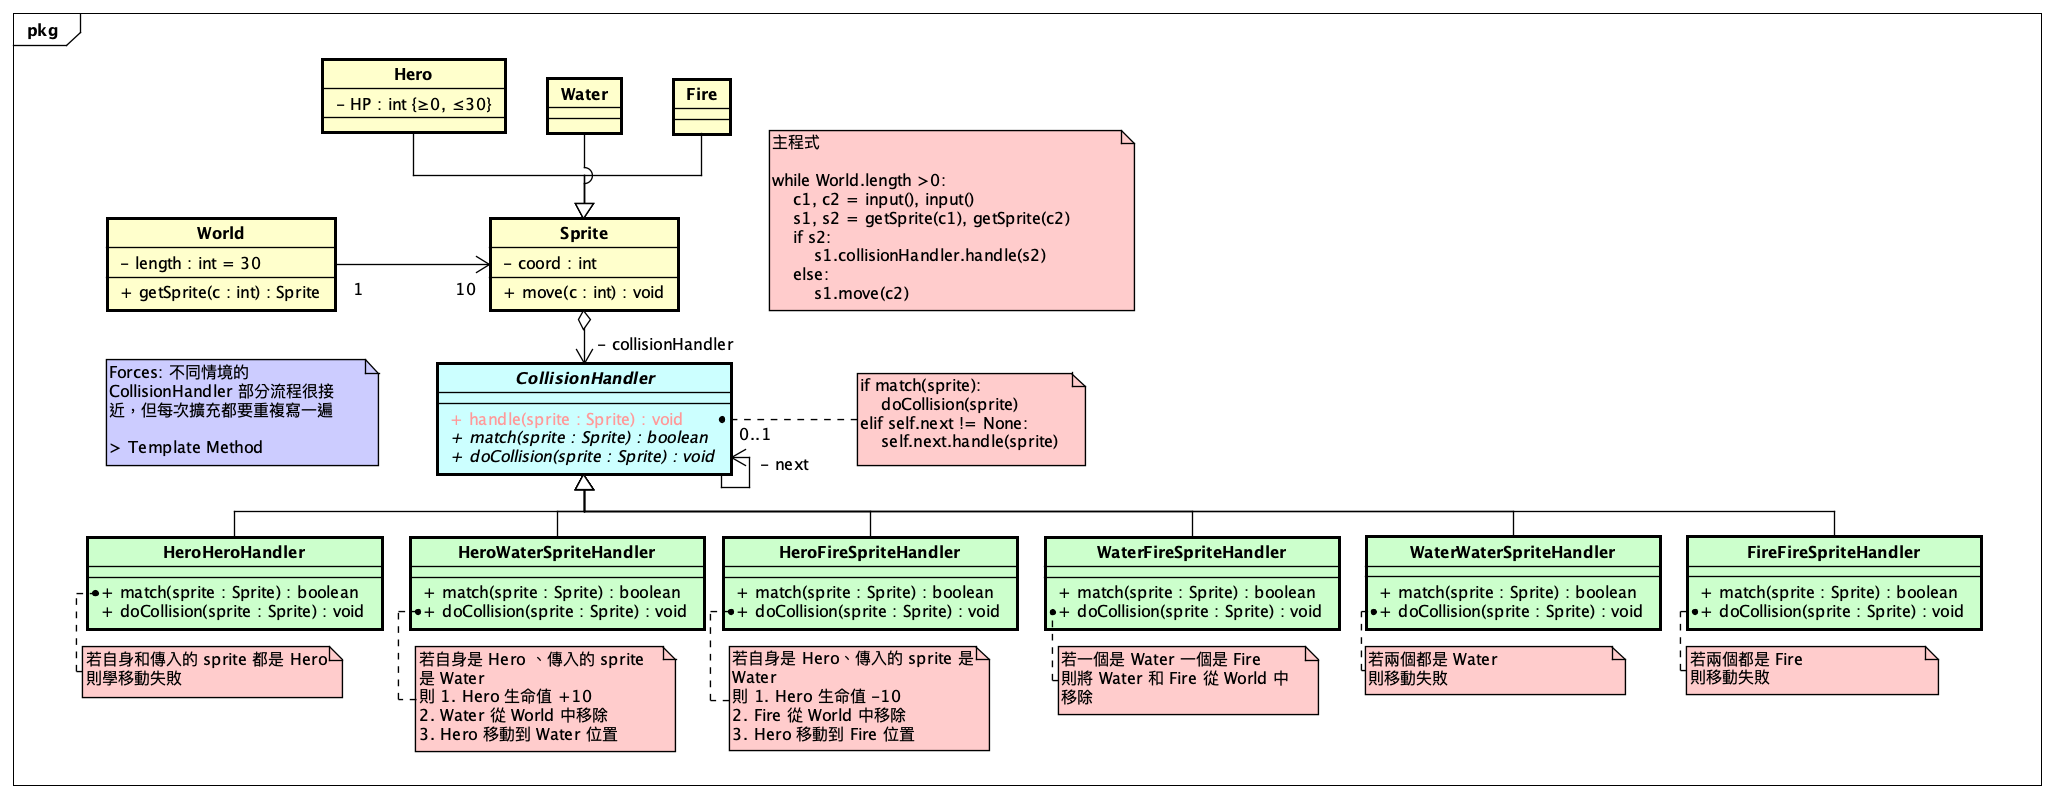 pkg
Hero
- HP : int {≥0, ≤30}
Water
Fire
主程式
while World.length >0:
c1, c2 = input(), input()
s1, s2 = getSprite(c1), getSprite(c2)
if s2:
s1.collisionHandler.handle(s2)
else:
s1.move(c2)
World
- length : int = 30
+ getSprite(c : int) : Sprite
1
10
Sprite
- coord : int
+ move(c : int) : void
- collisionHandler
Forces: 不同情境的
CollisionHandler 部分流程很接
近，但每次擴充都要重複寫一遍
> Template Method
CollisionHandler
+ handle(sprite : Sprite) : void
+ match(sprite : Sprite) : boolean
+ doCollision(sprite : Sprite) : void
0..1
- next
if match(sprite):
doCollision(sprite)
elif self.next != None:
self.next.handle(sprite)
HeroHeroHandler
+ match(sprite : Sprite) : boolean
+ doCollision(sprite : Sprite) : void
HeroWaterSpriteHandler
+ match(sprite : Sprite) : boolean
+ doCollision(sprite : Sprite) : void
HeroFireSpriteHandler
+ match(sprite : Sprite) : boolean
+ doCollision(sprite : Sprite) : void
WaterFireSpriteHandler
+ match(sprite : Sprite) : boolean
+ doCollision(sprite : Sprite) : void
WaterWaterSpriteHandler
+ match(sprite : Sprite) : boolean
+ doCollision(sprite : Sprite) : void
FireFireSpriteHandler
+ match(sprite : Sprite) : boolean
+ doCollision(sprite : Sprite) : void
若自身和傳入的 sprite 都是 Hero
則學移動失敗
若自身是 Hero 、傳入的 sprite
是 Water
則 1. Hero 生命值 +10
2. Water 從 World 中移除
3. Hero 移動到 Water 位置
若自身是 Hero、傳入的 sprite 是
Water
則 1. Hero 生命值 -10
2. Fire 從 World 中移除
3. Hero 移動到 Fire 位置
若一個是 Water 一個是 Fire
則將 Water 和 Fire 從 World 中
移除
若兩個都是 Water
則移動失敗
若兩個都是 Fire
則移動失敗